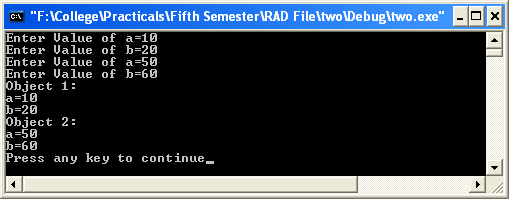 "F:\College\Practicals\Fifth Semester\RAD File\two\Debug\two.exe"
Enter Value of a=10
Enter Value of b=20
Enter Value of a=50
Enter Value of b=60
Object 1:
a=10
b=20
Object 2:
a=50
b=60
Press any key to continue_